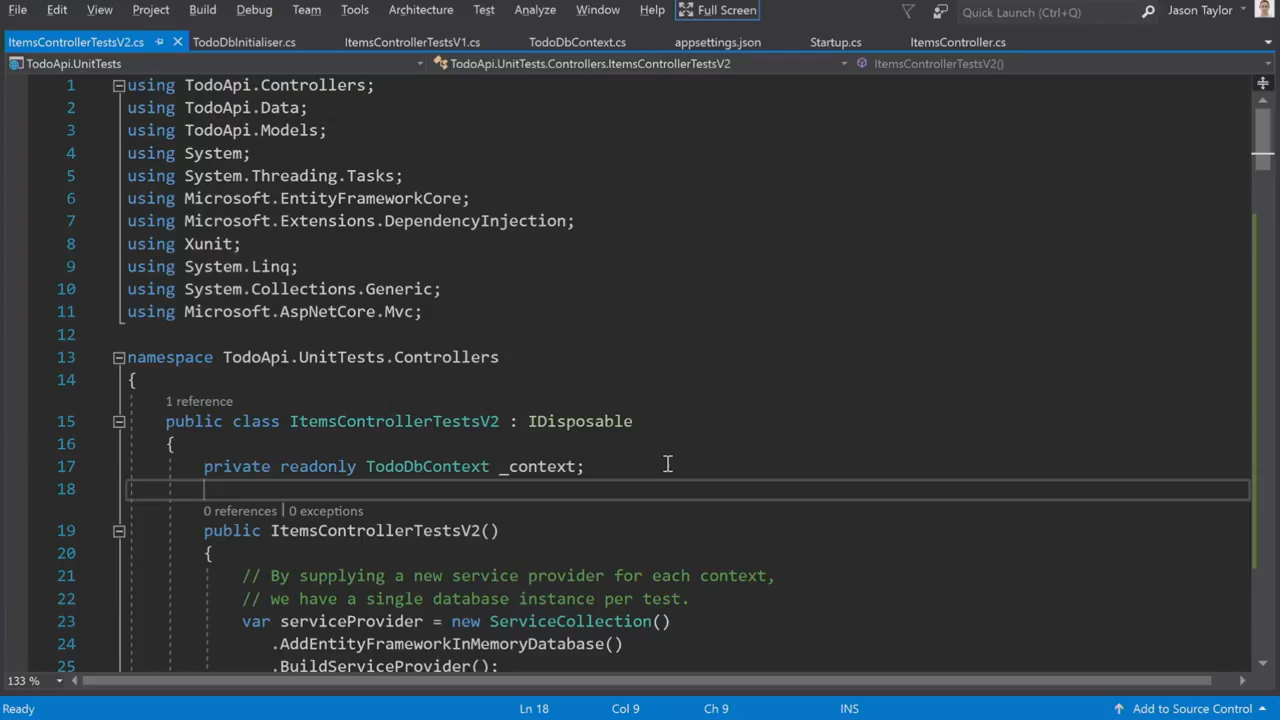 File Edit View Project Build Debug Team Tools Architecture Test Analyze Window Help Full Screen Quick Launch (Ctrl+Q) Jason Taylor
ItemsControllerTestsV2.cs TodoDbInitialiser.cs ItemsControllerTestsV1.cs TodoDbContext.cs appsettings.json Startup.cs ItemsController.cs
TodoApi.UnitTests TodoApi.UnitTests.Controllers.ItemsControllerTestsV2 ItemsControllerTestsV2()
1 using TodoApi.Controllers;
2 using TodoApi.Data;
3 using TodoApi.Models;
4 using System;
5 using System.Threading.Tasks;
6 using Microsoft.EntityFrameworkCore;
7 using Microsoft.Extensions.DependencyInjection;
8 using Xunit;
9 using System.Linq;
10 using System.Collections.Generic;
11 using Microsoft.AspNetCore.Mvc;
12
13 namespace TodoApi.UnitTests.Controllers
14 {
1 reference
15 public class ItemsControllerTestsV2 : IDisposable
16 {
17 private readonly TodoDbContext _context;
18
0 references | 0 exceptions
19 public ItemsControllerTestsV2()
20 {
21 // By supplying a new service provider for each context,
22 // we have a single database instance per test.
23 var serviceProvider = new ServiceCollection()
24 .AddEntityFrameworkInMemoryDatabase()
25 .BuildServiceProvider();
133 %
Ready Ln 18 Col 9 Ch 9 INS Add to Source Control